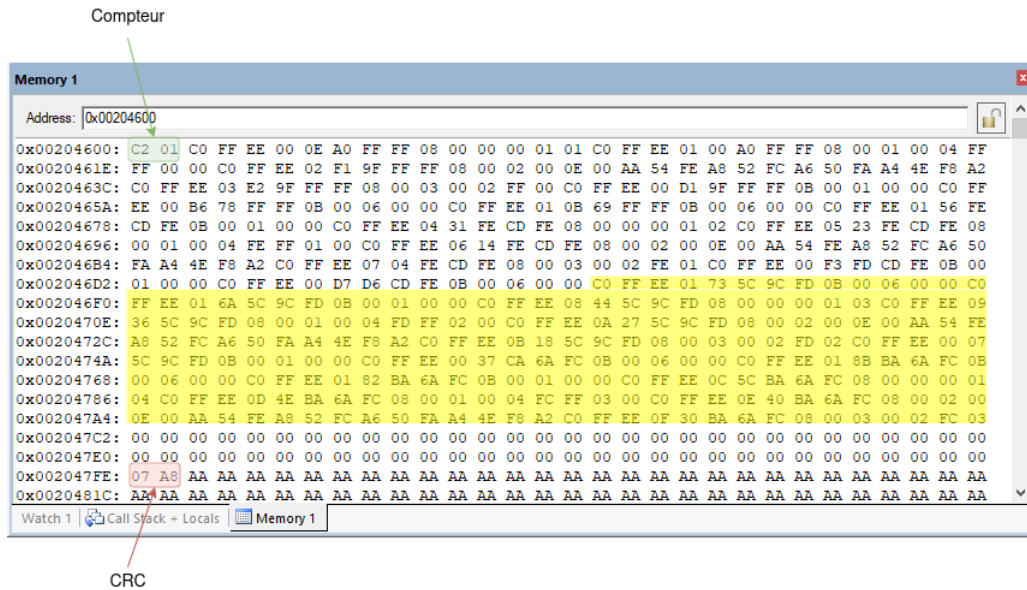 Compteur
Memory 1
Address: 0x00204600
0x00204600: C2 01 C0 FF EE 00 0E A0 FF FF 08 00 00 00 01 01 C0 FF EE 01 00 A0 FF FF 08 00 01 00 04 FF
0x0020461E: FF 00 00 C0 FF EE 02 F1 9F FF FF 08 00 02 00 0E 00 AA 54 FE A8 52 FC A6 50 FA A4 4E F8 A2
0x0020463C: C0 FF EE 03 E2 9F FF FF 08 00 03 00 02 FF 00 C0 FF EE 00 D1 9F FF FF 0B 00 01 00 00 C0 FF
0x0020465A: EE 00 B6 78 FF FF 0B 00 06 00 00 C0 FF EE 01 0B 69 FF FF 0B 00 06 00 00 C0 FF EE 01 56 FE
0x00204678: CD FE 0B 00 01 00 00 C0 FF EE 04 31 FE CD FE 08 00 00 00 01 02 C0 FF EE 05 23 FE CD FE 08
0x00204696: 00 01 00 04 FE FF 01 00 C0 FF EE 06 14 FE CD FE 08 00 02 00 0E 00 AA 54 FE A8 52 FC A6 50
0x002046B4: FA A4 4E F8 A2 C0 FF EE 07 04 FE CD FE 08 00 03 00 02 FE 01 C0 FF EE 00 F3 FD CD FE 0B 00
0x002046D2: 01 00 00 C0 FF EE 00 D7 D6 CD FE 0B 00 06 00 00 C0 FF EE 01 73 5C 9C FD 0B 00 06 00 00 C0
0x002046F0: FF EE 01 6A 5C 9C FD 0B 00 01 00 00 C0 FF EE 08 44 5C 9C FD 08 00 00 00 01 03 C0 FF EE 09
0x0020470E: 36 5C 9C FD 08 00 01 00 04 FD FF 02 00 C0 FF EE 0A 27 5C 9C FD 08 00 02 00 0E 00 AA 54 FE
0x0020472C: A8 52 FC A6 50 FA A4 4E F8 A2 C0 FF EE 0B 18 5C 9C FD 08 00 03 00 02 FD 02 C0 FF EE 00 07
0x0020474A: 5C 9C FD 0B 00 01 00 00 C0 FF EE 00 37 CA 6A FC 0B 00 06 00 00 C0 FF EE 01 8B BA 6A FC 0B
0x00204768: 00 06 00 00 C0 FF EE 01 82 BA 6A FC 0B 00 01 00 00 C0 FF EE 0C 5C BA 6A FC 08 00 00 00 01
0x00204786: 04 C0 FF EE 0D 4E BA 6A FC 08 00 01 00 04 FC FF 03 00 C0 FF EE 0E 40 BA 6A FC 08 00 02 00
0x002047A4: 0E 00 AA 54 FE A8 52 FC A6 50 FA A4 4E F8 A2 C0 FF EE 0F 30 BA 6A FC 08 00 03 00 02 FC 03
0x002047C2: 00 00 00 00 00 00 00 00 00 00 00 00 00 00 00 00 00 00 00 00 00 00 00 00 00 00 00 00 00 00
0x002047E0: 00 00 00 00 00 00 00 00 00 00 00 00 00 00 00 00 00 00 00 00 00 00 00 00 00 00 00 00 00 00
0x002047FE: 07 A8 AA AA AA AA AA AA AA AA AA AA AA AA AA AA AA AA AA AA AA AA AA AA AA AA AA AA AA AA
0x0020481C: AA AA AA AA AA AA AA AA AA AA AA AA AA AA AA AA AA AA AA AA AA AA AA AA AA AA AA AA AA AA
Watch 1 Call Stack + Locals Memory 1
CRC